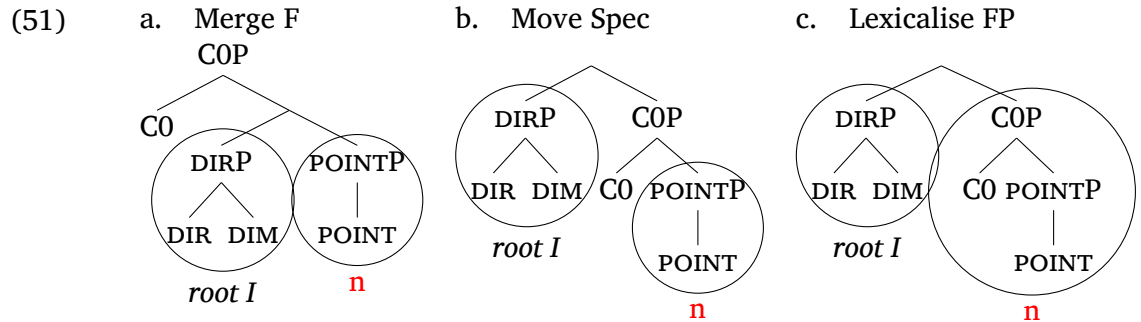 (51) a. Merge F b. Move Spec c. Lexicalise FP
C0P
C0
DIRP POINTP
DIR DIM POINT
root I
n
DIRP C0P
DIR DIM C0 POINTP
root I POINT
n
DIRP C0P
DIR DIM C0 POINTP
root I POINT
n